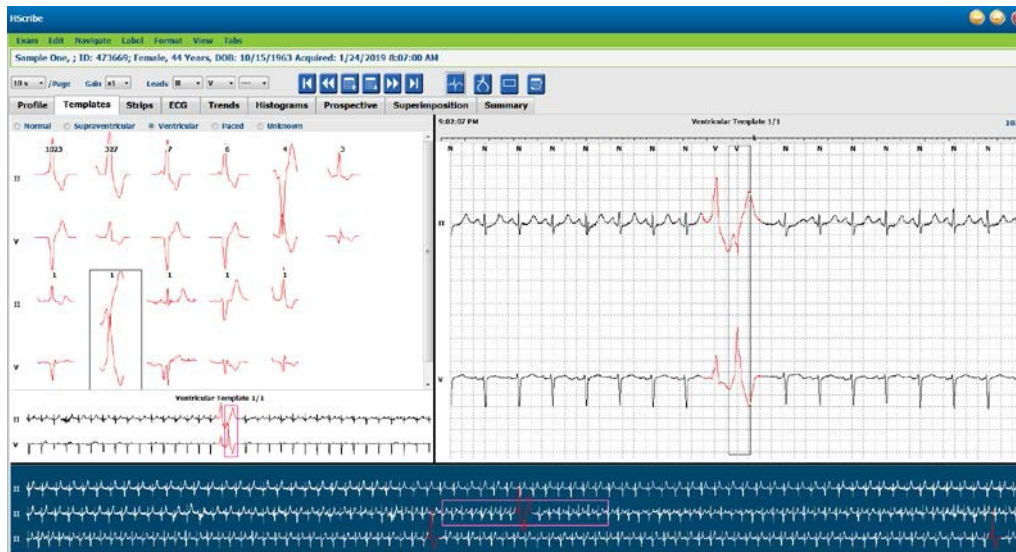 HScribe
Exam Edit Navigate Label Format View Tabs
Sample One, ; ID: 473669; Female, 44 Years, DOB: 10/15/1963 Acquired: 1/24/2019 8:07:00 AM
10 s /Page Gain x1 Leads II V ---
Profile Templates Strips ECG Trends Histograms Prospective Superimposition Summary
Normal Supraventricular Ventricular Paced Unknown
9:02:07 PM Ventricular Template 1/1
1023 327 7 6 4 3
N N N N N N N V V N N N N N N N
II
II
V
1 1 1 1 1
II
V
V
Ventricular Template 1/1
II
V
II
II
II